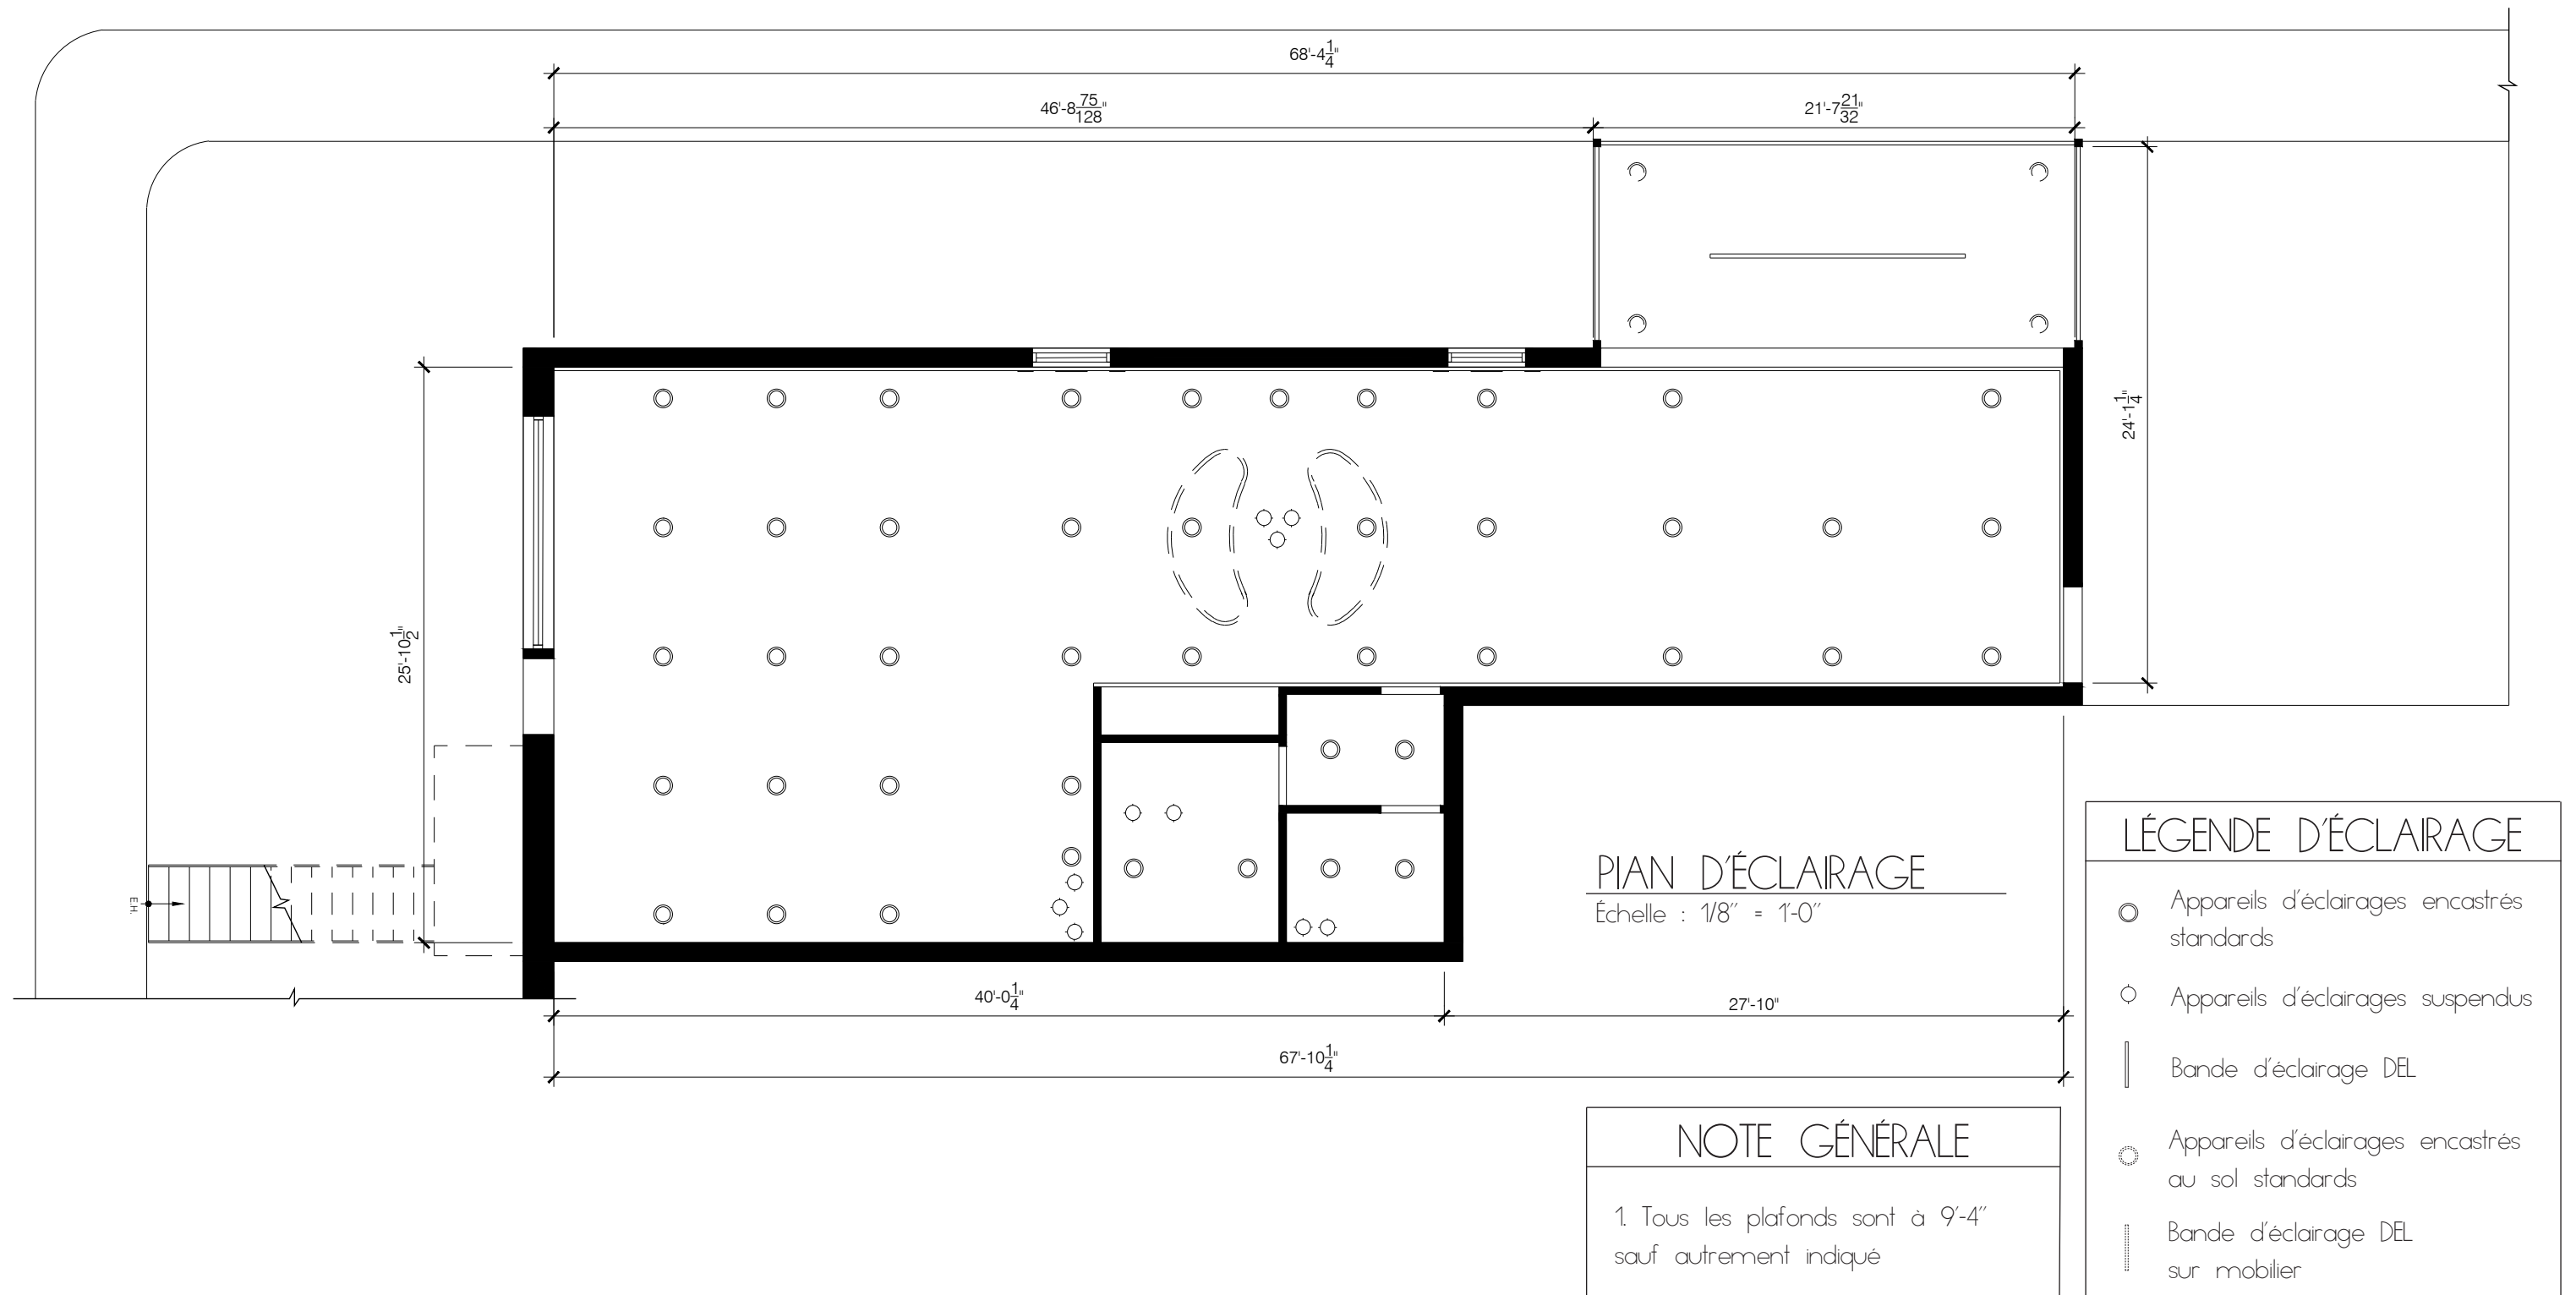 68'-4 1/4"
46'-8 75/128"
21'-7 21/32"
24'-1 1/4"
25'-10 1/2"
E.H.
PlAN D'ÉCLAIRAGE
Échelle : 1/8" = 1'-0"
40'-0 1/4"
27'-10"
67'-10 1/4"
LÉGENDE D'ÉCLAIRAGE
Appareils d'éclairages encastrés
standards
Appareils d'éclairages suspendus
Bande d'éclairage DEL
Appareils d'éclairages encastrés
au sol standards
Bande d'éclairage DEL
sur mobilier
NOTE GÉNÉRALE
1. Tous les plafonds sont à 9'-4"
sauf autrement indiqué